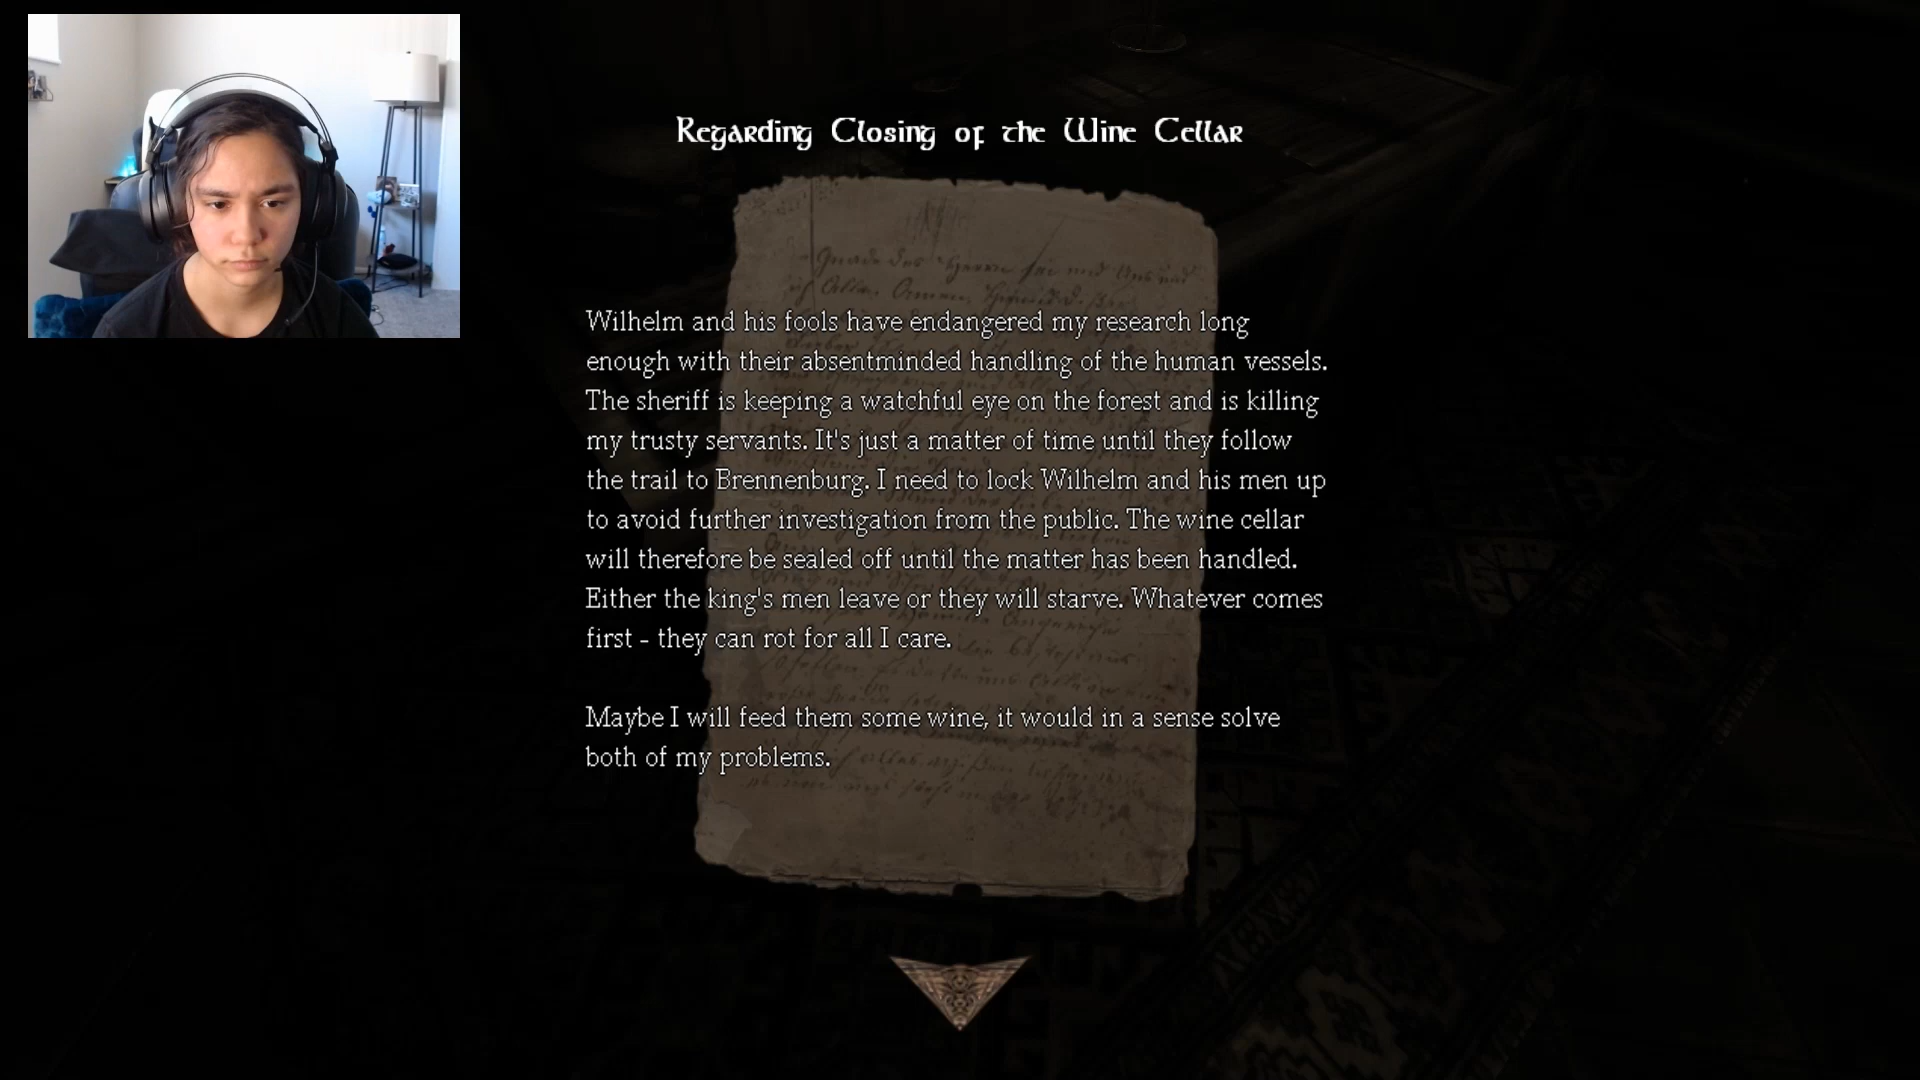 Regarding Closing of the Wine Cellar
Wilhelm and his fools have endangered my research long
enough with their absentminded handling of the human vessels.
The sheriff is keeping a watchful eye on the forest and is killing
my trusty servants. It's just a matter of time until they follow
the trail to Brennenburg. I need to lock Wilhelm and his men up
to avoid further investigation from the public. The wine cellar
will therefore be sealed off until the matter has been handled.
Either the king's men leave or they will starve. Whatever comes
first - they can rot for all I care.
Maybe I will feed them some wine, it would in a sense solve
both of my problems.